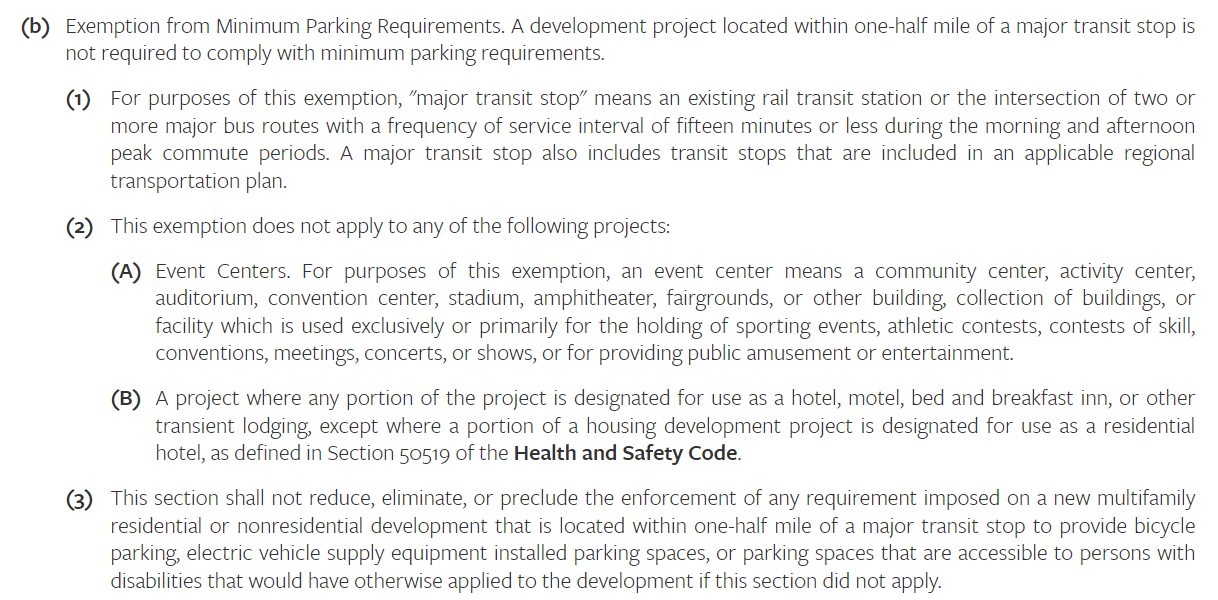 (b) Exemption from Minimum Parking Requirements. A development project located within one-half mile of a major transit stop is
not required to comply with minimum parking requirements.
(1) For purposes of this exemption, "major transit stop" means an existing rail transit station or the intersection of two or
more major bus routes with a frequency of service interval of fifteen minutes or less during the morning and afternoon
peak commute periods. A major transit stop also includes transit stops that are included in an applicable regional
transportation plan.
(2) This exemption does not apply to any of the following projects:
(A) Event Centers. For purposes of this exemption, an event center means a community center, activity center,
auditorium, convention center, stadium, amphitheater, fairgrounds, or other building, collection of buildings, or
facility which is used exclusively or primarily for the holding of sporting events, athletic contests, contests of skill,
conventions, meetings, concerts, or shows, or for providing public amusement or entertainment.
(B) A project where any portion of the project is designated for use as a hotel, motel, bed and breakfast inn, or other
transient lodging, except where a portion of a housing development project is designated for use as a residential
hotel, as defined in Section 50519 of the Health and Safety Code.
(3) This section shall not reduce, eliminate, or preclude the enforcement of any requirement imposed on a new multifamily
residential or nonresidential development that is located within one-half mile of a major transit stop to provide bicycle
parking, electric vehicle supply equipment installed parking spaces, or parking spaces that are accessible to persons with
disabilities that would have otherwise applied to the development if this section did not apply.